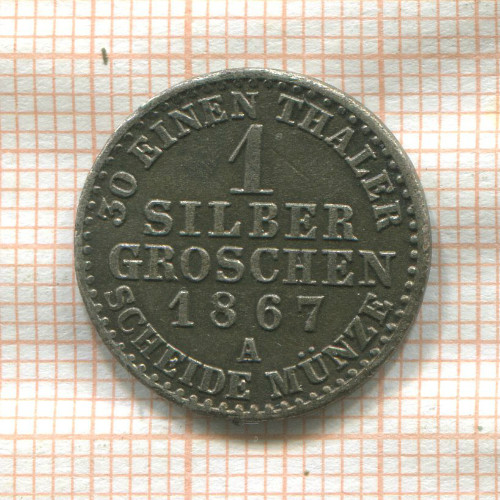 30 EINEN THALER
1
SILBER
GROSCHEN
1867
A
SCHEIDE MÜNZE